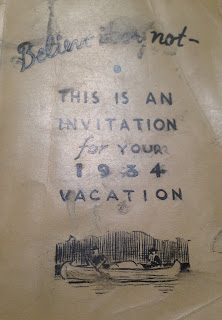 Believe it or not-
THIS IS AN
INVITATION
for YOUR
1934
VACATION